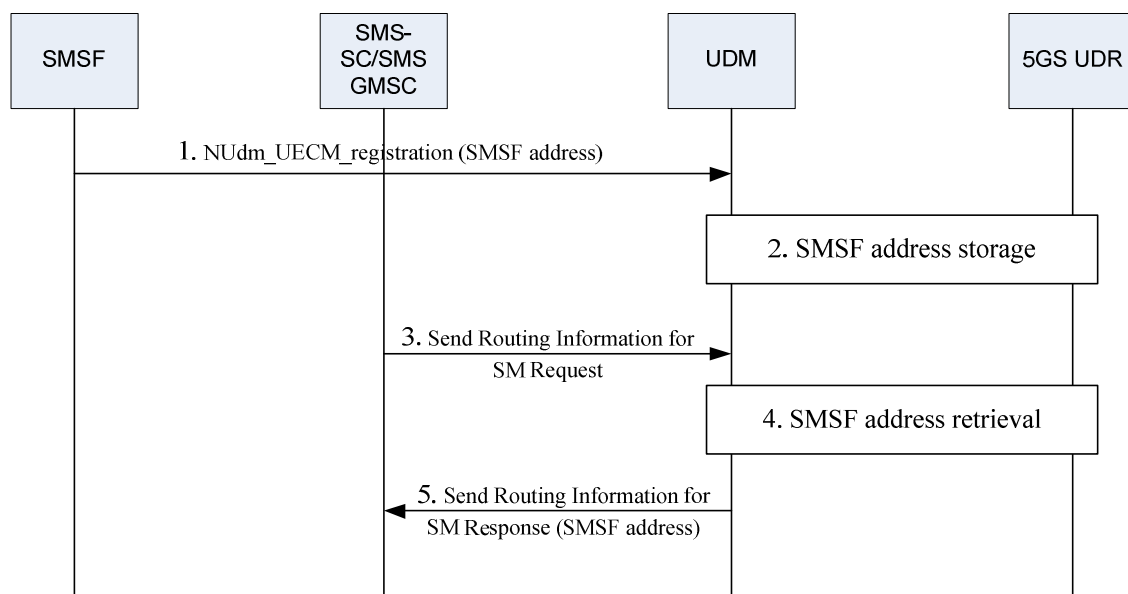 SMSF
SMS-
SC/SMS
GMSC
UDM
5GS UDR
1. NUdm_UECM_registration (SMSF address)
2. SMSF address storage
3. Send Routing Information for
SM Request
4. SMSF address retrieval
5. Send Routing Information for
SM Response (SMSF address)